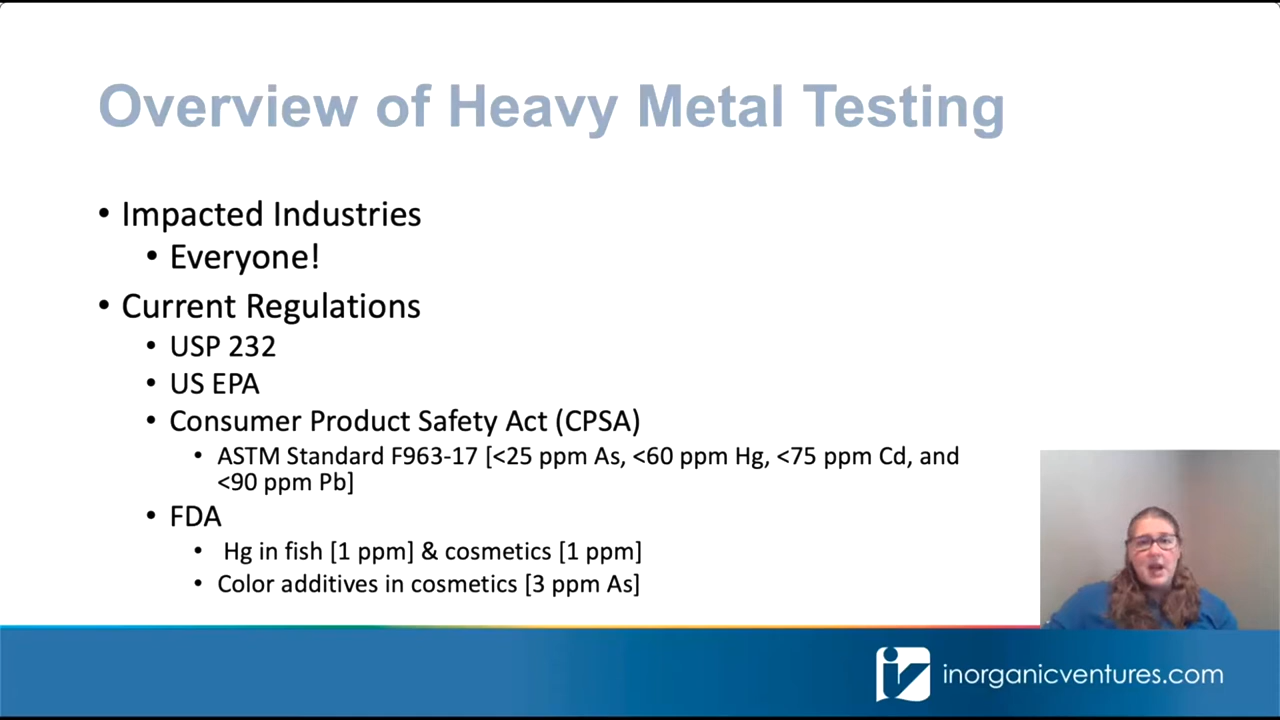 Overview of Heavy Metal Testing
• Impacted Industries
• Everyone!
• Current Regulations
• USP 232
• US EPA
• Consumer Product Safety Act (CPSA)
• ASTM Standard F963-17 [<25 ppm As, <60 ppm Hg, <75 ppm Cd, and
<90 ppm Pb]
• FDA
• Hg in fish [1 ppm] & cosmetics [1 ppm]
• Color additives in cosmetics [3 ppm As]
inorganicventures.com